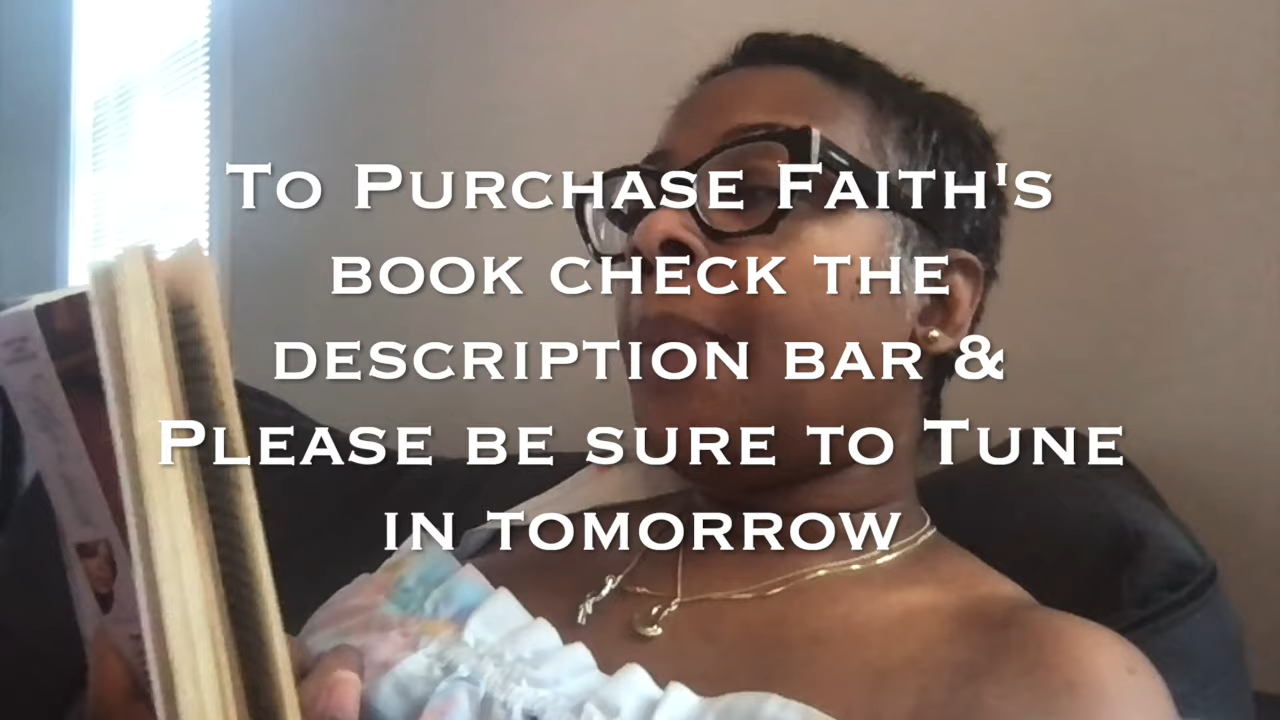 To Purchase Faith's
book check the
description bar &
Please be sure to Tune
in tomorrow